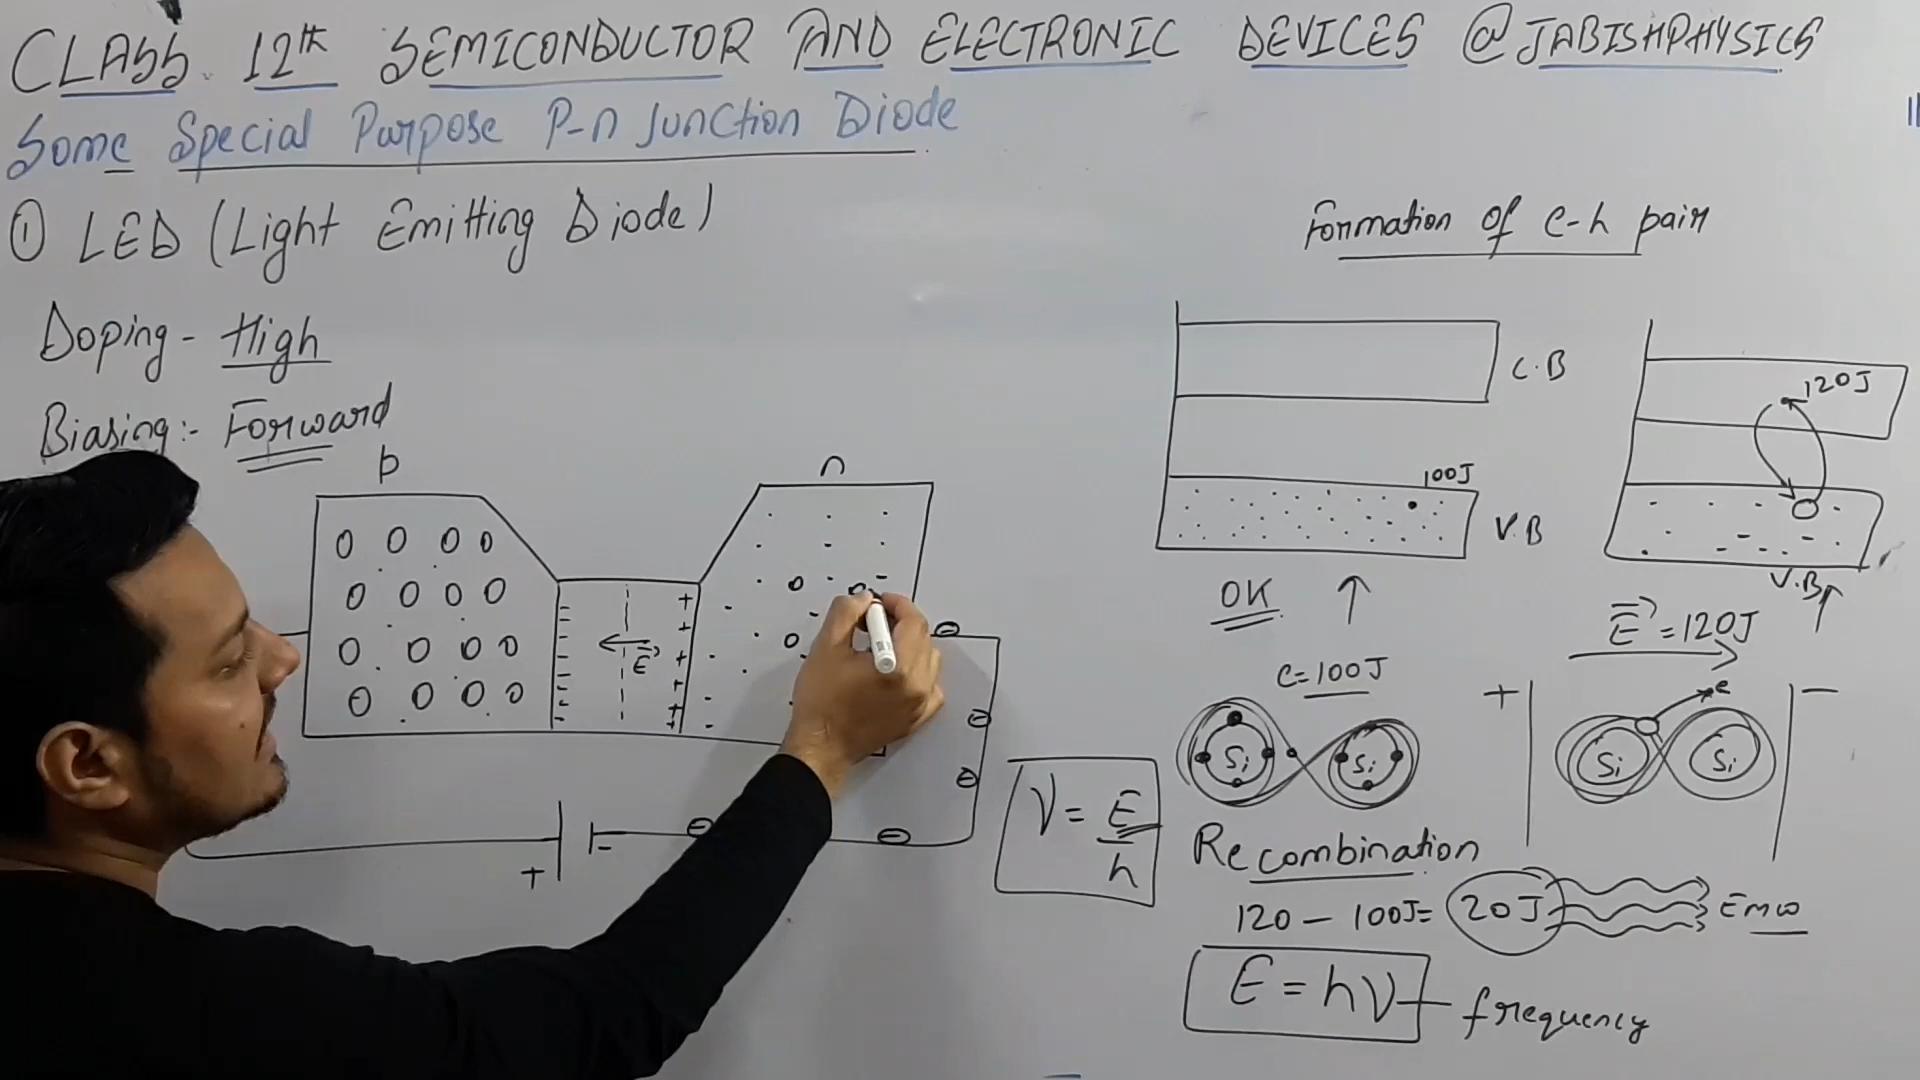 CLASS. 12th SEMICONDUCTOR AND ELECTRONIC DEVICES @JABISHPHYSICS
Some Special Purpose P-n Junction Diode
① LED (Light Emitting Diode)
Doping - High
Biasing:- Forward
p
n
E
+
-
ν = E/h
Formation of e-h pair
C.B
100J
V.B
0K
120J
V.B
E = 120J
e=100J
Si
Si
+
e
-
Si
Si
Recombination
120 - 100J= 20J
Emw
E = hν
frequency